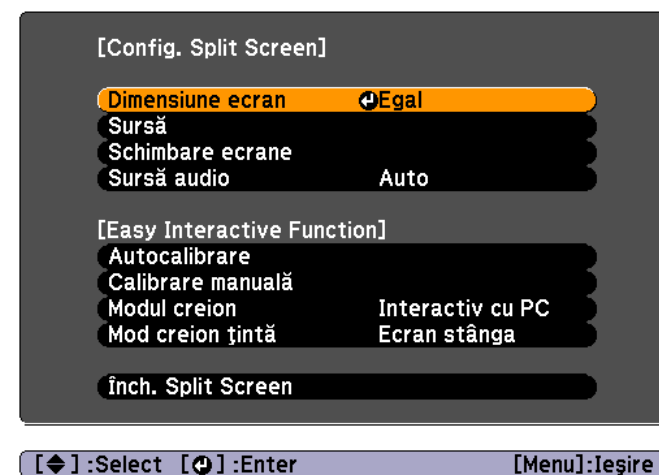 [Config. Split Screen]
Dimensiune ecran Egal
Sursă
Schimbare ecrane
Sursă audio Auto
[Easy Interactive Function]
Autocalibrare
Calibrare manuală
Modul creion Interactiv cu PC
Mod creion ţintă Ecran stânga
Înch. Split Screen
[◆]:Select [⏎]:Enter [Menu]:Ieşire